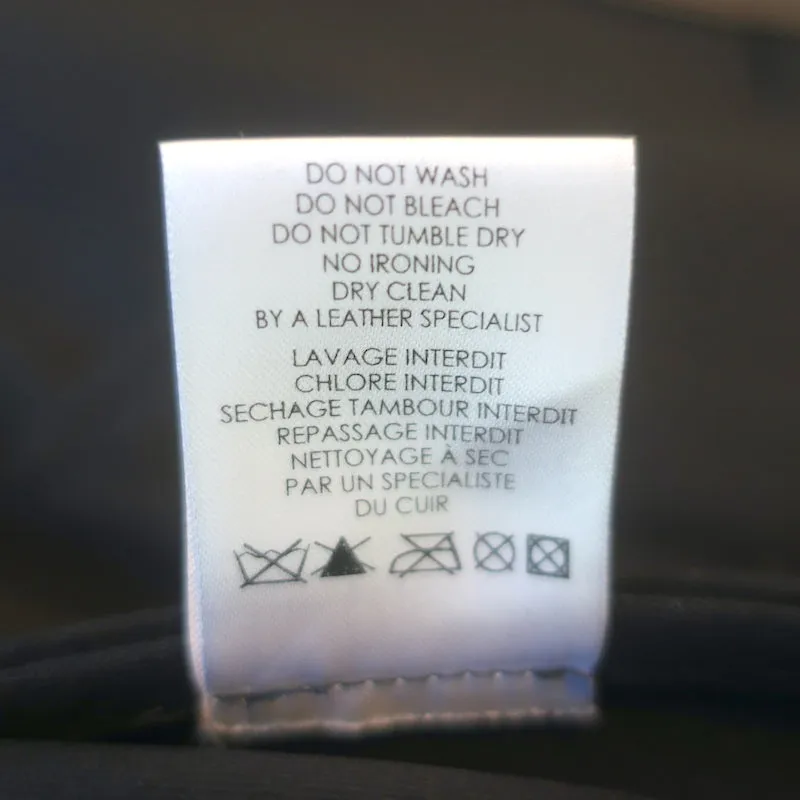 DO NOT WASH
DO NOT BLEACH
DO NOT TUMBLE DRY
NO IRONING
DRY CLEAN
BY A LEATHER SPECIALIST
LAVAGE INTERDIT
CHLORE INTERDIT
SECHAGE TAMBOUR INTERDIT
REPASSAGE INTERDIT
NETTOYAGE À SEC
PAR UN SPECIALISTE
DU CUIR